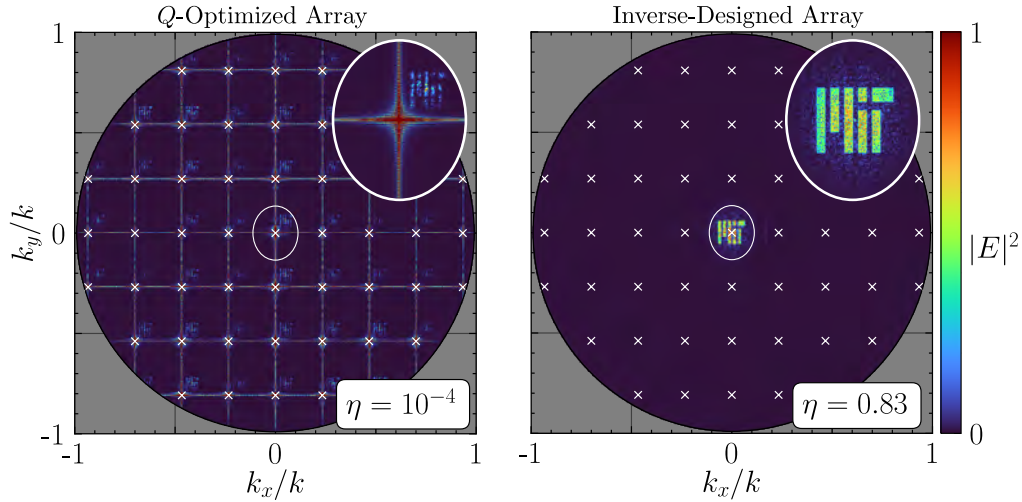 Q-Optimized Array
Inverse-Designed Array
1
0
-1
k_y/k
-1
0
1
k_x/k
η = 10⁻⁴
-1
0
1
k_x/k
η = 0.83
1
|E|²
0